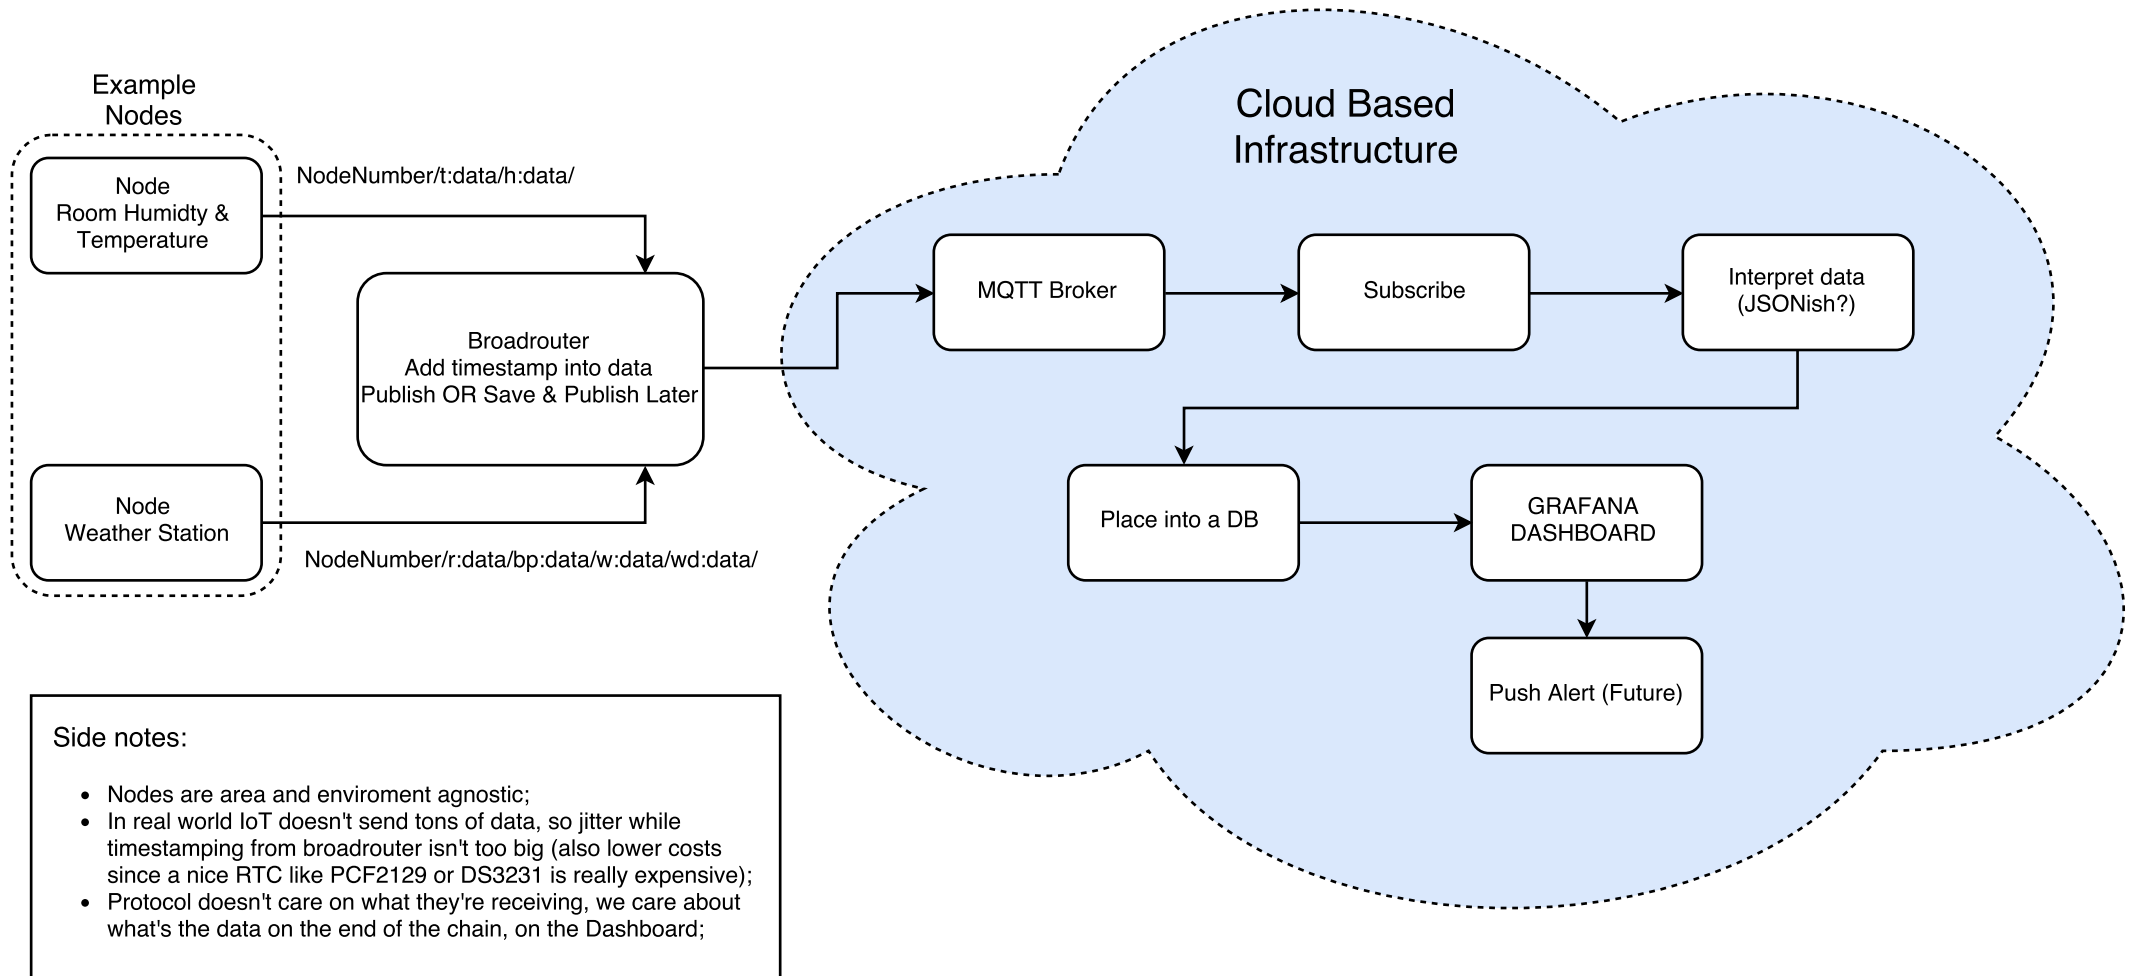 Example
Nodes
Node
Room Humidty &
Temperature
NodeNumber/t:data/h:data/
Broadrouter
Add timestamp into data
Publish OR Save & Publish Later
Node
Weather Station
NodeNumber/r:data/bp:data/w:data/wd:data/
Cloud Based
Infrastructure
MQTT Broker
Subscribe
Interpret data
(JSONish?)
Place into a DB
GRAFANA
DASHBOARD
Push Alert (Future)
Side notes:
• Nodes are area and enviroment agnostic;
• In real world IoT doesn't send tons of data, so jitter while
timestamping from broadrouter isn't too big (also lower costs
since a nice RTC like PCF2129 or DS3231 is really expensive);
• Protocol doesn't care on what they're receiving, we care about
what's the data on the end of the chain, on the Dashboard;